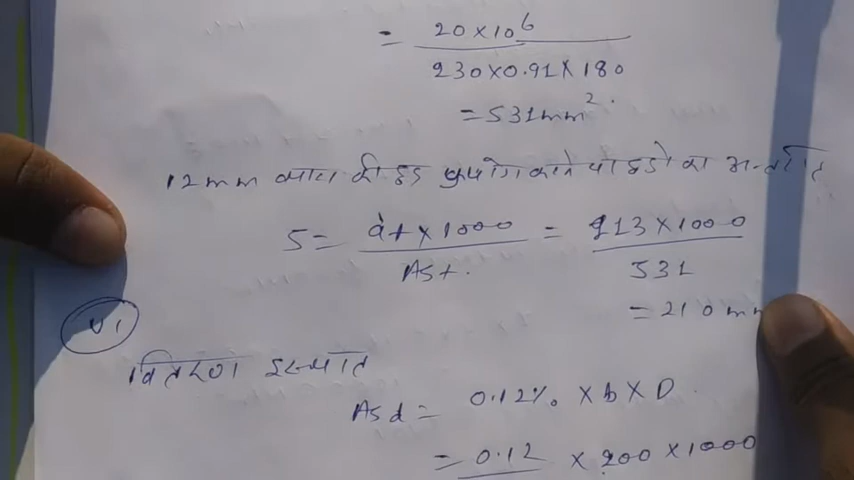 = 20×10⁶
230×0.91×180
= 531mm².
12mm व्यास की छड़ प्रयोग करने पर छड़ों का अन्तराल
S = at × 1000 / Ast. = 113×1000 / 531
= 210 mm
VI
वितरण इस्पात
Asd = 0.12% × b × D
= 0.12 × 200 × 1000